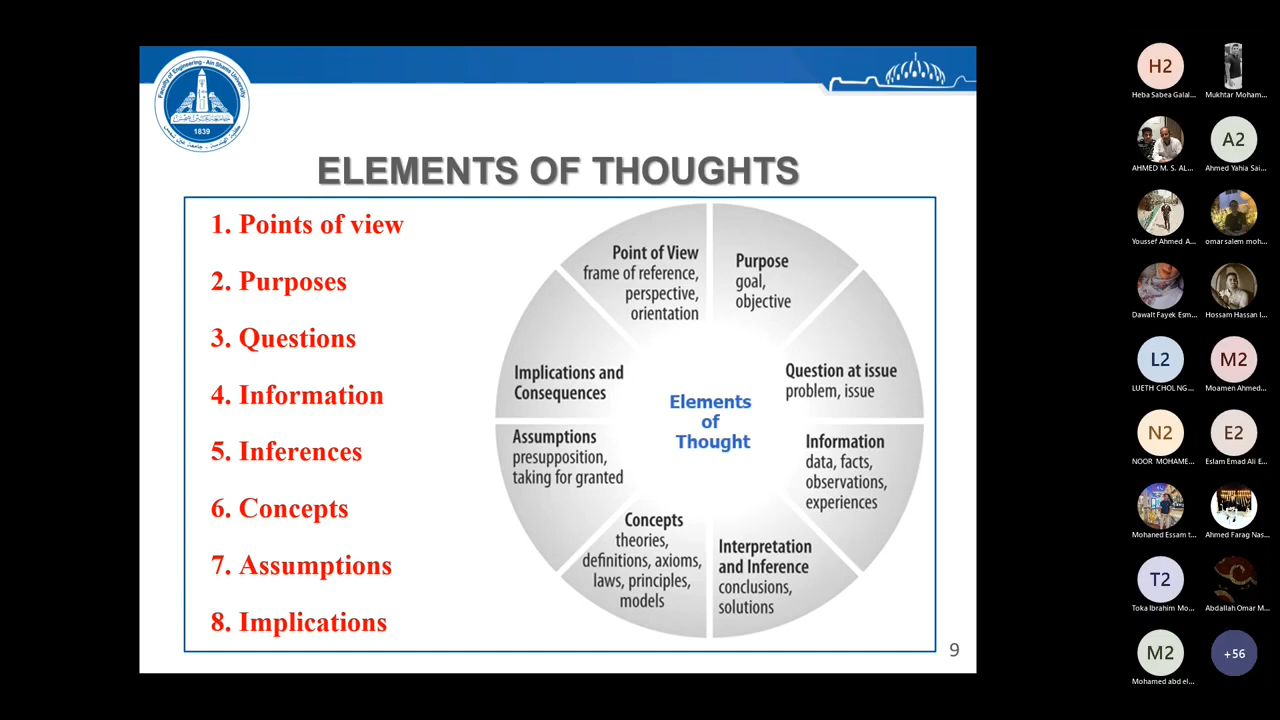 Faculty of Engineering - Ain Shams University
1839
ELEMENTS OF THOUGHTS
1. Points of view
2. Purposes
3. Questions
4. Information
5. Inferences
6. Concepts
7. Assumptions
8. Implications
Point of View
frame of reference,
perspective,
orientation
Purpose
goal,
objective
Question at issue
problem, issue
Information
data, facts,
observations,
experiences
Interpretation
and Inference
conclusions,
solutions
Concepts
theories,
definitions, axioms,
laws, principles,
models
Assumptions
presupposition,
taking for granted
Implications and
Consequences
Elements
of
Thought
9
H2
Heba Sabea Galal...
Mukhtar Moham...
AHMED M. S. AL...
A2
Ahmed Yahia Sai...
Youssef Ahmed A...
omar salem moh...
Dawalt Fayek Esm...
Hossam Hassan I...
L2
LUETH CHOL NG...
M2
Moamen Ahmed...
N2
NOOR MOHAME...
E2
Eslam Emad Ali E...
Mohaned Essam t...
Ahmed Farag Nas...
T2
Toka Ibrahim Mo...
Abdallah Omar M...
M2
Mohamed abd el...
+56